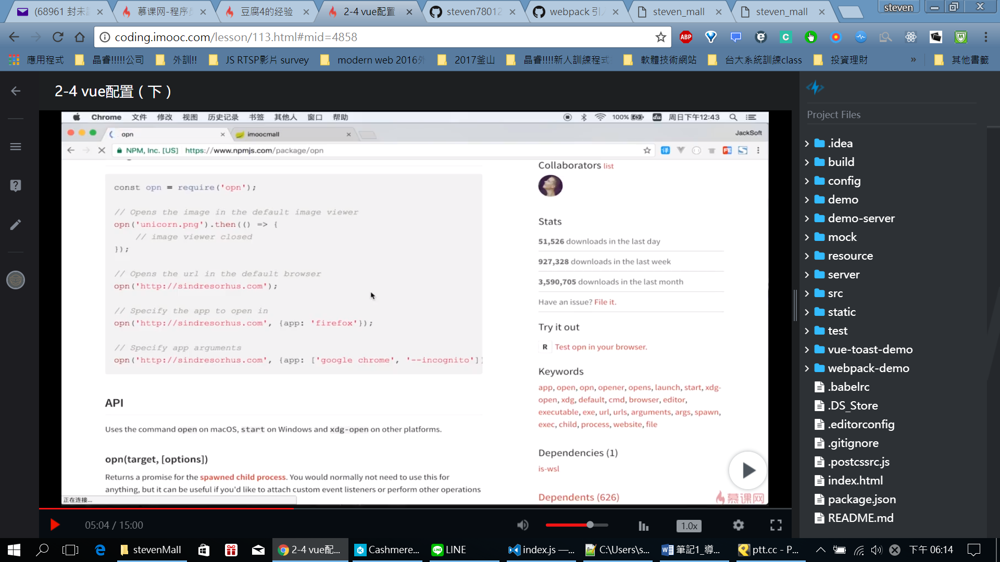 (68961 封未
慕课网-程序
豆腐4的经验
2-4 vue配置
steven78012
webpack 引
steven_mall
steven_mall
steven
coding.imooc.com/lesson/113.html#mid=4858
ABP
應用程式
晶睿!!!!!公司
外訓!!
JS RTSP影片 survey
modern web 2016
2017釜山
晶睿!!!!新人訓練程式
軟體技術網站
台大系統訓練class
投資理財
»
其他書籤
2-4 vue配置（下）
Chrome 文件 修改 视图 历史记录 书签 其他人 窗口 帮助
100% 周日下午12:43
opn
imoocmall
JackSoft
NPM, Inc. [US] https://www.npmjs.com/package/opn
const opn = require('opn');
// Opens the image in the default image viewer
opn('unicorn.png').then(() => {
// image viewer closed
});
// Opens the url in the default browser
opn('http://sindresorhus.com');
// Specify the app to open in
opn('http://sindresorhus.com', {app: 'firefox'});
// Specify app arguments
opn('http://sindresorhus.com', {app: ['google chrome', '--incognito']
API
Uses the command open on macOS, start on Windows and xdg-open on other platforms.
opn(target, [options])
Returns a promise for the spawned child process. You would normally not need to use this for
anything, but it can be useful if you'd like to attach custom event listeners or perform other operations
正在连接...
Collaborators list
Stats
51,526 downloads in the last day
927,328 downloads in the last week
3,590,705 downloads in the last month
Have an issue? File it.
Try it out
R Test opn in your browser.
Keywords
app, open, opn, opener, opens, launch, start, xdg-
open, xdg, default, cmd, browser, editor,
executable, exe, url, urls, arguments, args, spawn,
exec, child, process, website, file
Dependencies (1)
is-wsl
Dependents (626)
慕课网
05:04 / 15:00
1.0x
Project Files
.idea
build
config
demo
demo-server
mock
resource
server
src
static
test
vue-toast-demo
webpack-demo
.babelrc
.DS_Store
.editorconfig
.gitignore
.postcssrc.js
index.html
package.json
README.md
stevenMall
2-4 vue配...
Cashmere...
LINE
index.js —...
C:\Users\s...
筆記1_導...
ptt.cc - P...
下午 06:14